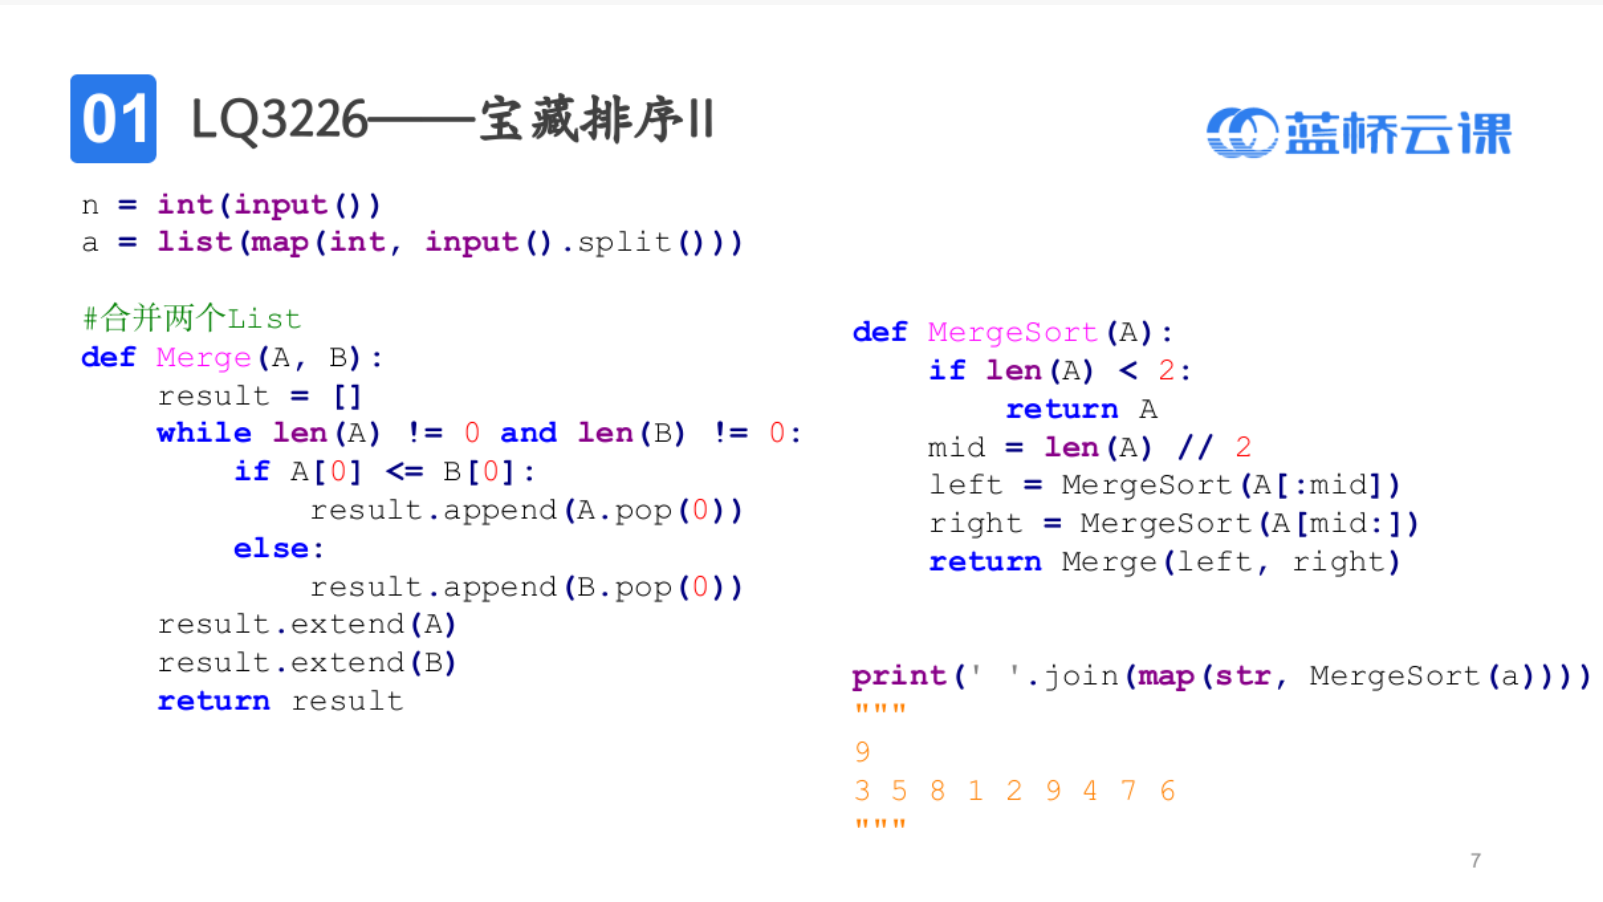 01 LQ3226——宝藏排序II
蓝桥云课
n = int(input())
a = list(map(int, input().split()))
#合并两个List
def Merge(A, B):
    result = []
    while len(A) != 0 and len(B) != 0:
        if A[0] <= B[0]:
            result.append(A.pop(0))
        else:
            result.append(B.pop(0))
    result.extend(A)
    result.extend(B)
    return result
def MergeSort(A):
    if len(A) < 2:
        return A
    mid = len(A) // 2
    left = MergeSort(A[:mid])
    right = MergeSort(A[mid:])
    return Merge(left, right)
print(' '.join(map(str, MergeSort(a))))
"""
9
3 5 8 1 2 9 4 7 6
"""
7